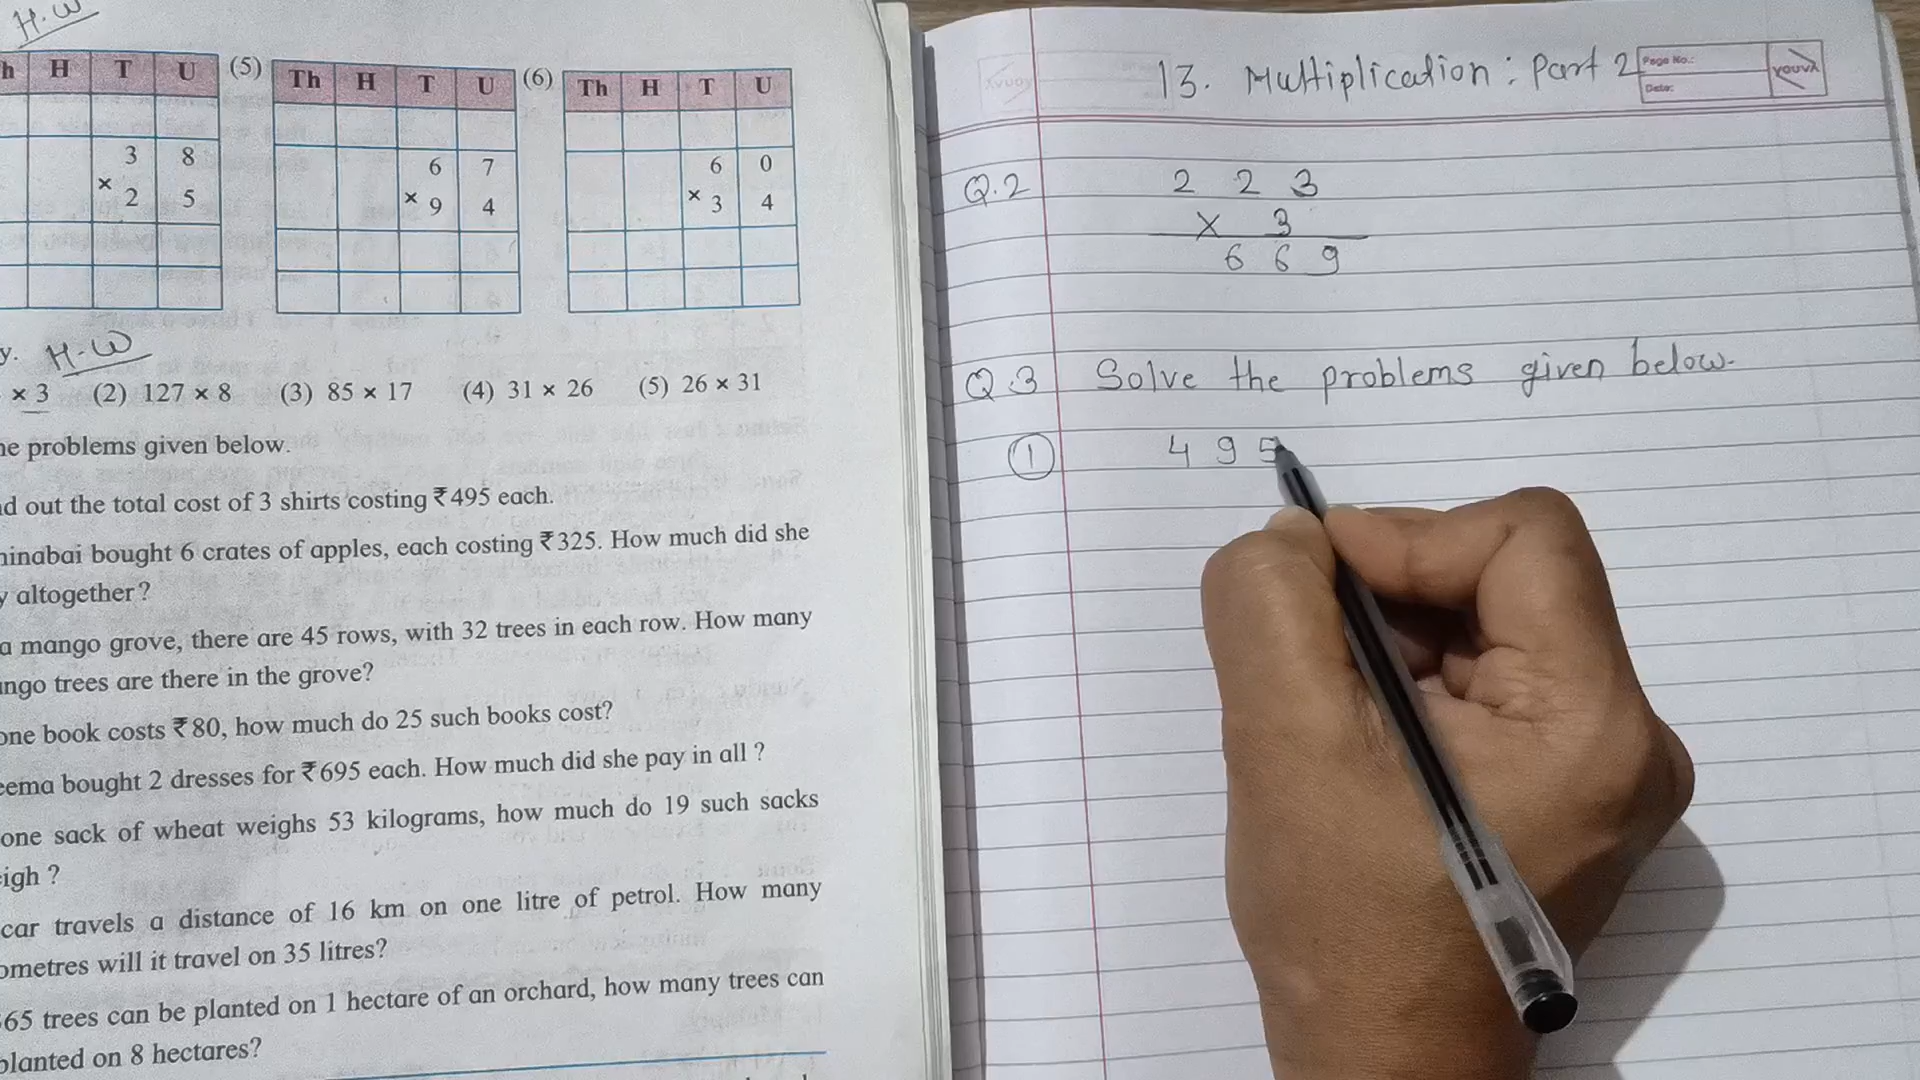 H.W
h H T U
3 8
× 2 5
(5) Th H T U
6 7
× 9 4
(6) Th H T U
6 0
× 3 4
y. H.W
× 3 (2) 127 × 8 (3) 85 × 17 (4) 31 × 26 (5) 26 × 31
e problems given below.
d out the total cost of 3 shirts costing ₹495 each.
inabai bought 6 crates of apples, each costing ₹325. How much did she
y altogether?
a mango grove, there are 45 rows, with 32 trees in each row. How many
ngo trees are there in the grove?
one book costs ₹80, how much do 25 such books cost?
eema bought 2 dresses for ₹695 each. How much did she pay in all ?
one sack of wheat weighs 53 kilograms, how much do 19 such sacks
igh ?
car travels a distance of 16 km on one litre of petrol. How many
ometres will it travel on 35 litres?
65 trees can be planted on 1 hectare of an orchard, how many trees can
planted on 8 hectares?
13. Multiplication : Part 2
Page No.:
Date:
YOUVA
Q.2 2 2 3
X 3
6 6 9
Q.3 Solve the problems given below.
1 4 9 5